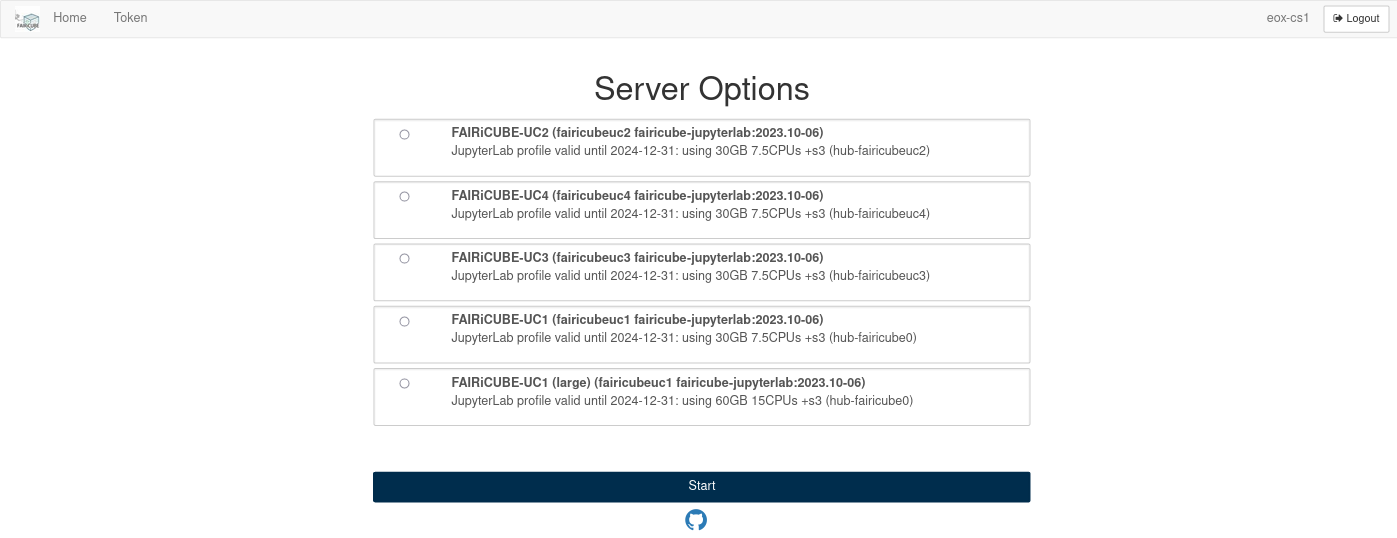 FAIRiCUBE
Home
Token
eox-cs1
Logout
Server Options
FAIRiCUBE-UC2 (fairicubeuc2 fairicube-jupyterlab:2023.10-06)
JupyterLab profile valid until 2024-12-31: using 30GB 7.5CPUs +s3 (hub-fairicubeuc2)
FAIRiCUBE-UC4 (fairicubeuc4 fairicube-jupyterlab:2023.10-06)
JupyterLab profile valid until 2024-12-31: using 30GB 7.5CPUs +s3 (hub-fairicubeuc4)
FAIRiCUBE-UC3 (fairicubeuc3 fairicube-jupyterlab:2023.10-06)
JupyterLab profile valid until 2024-12-31: using 30GB 7.5CPUs +s3 (hub-fairicubeuc3)
FAIRiCUBE-UC1 (fairicubeuc1 fairicube-jupyterlab:2023.10-06)
JupyterLab profile valid until 2024-12-31: using 30GB 7.5CPUs +s3 (hub-fairicube0)
FAIRiCUBE-UC1 (large) (fairicubeuc1 fairicube-jupyterlab:2023.10-06)
JupyterLab profile valid until 2024-12-31: using 60GB 15CPUs +s3 (hub-fairicube0)
Start